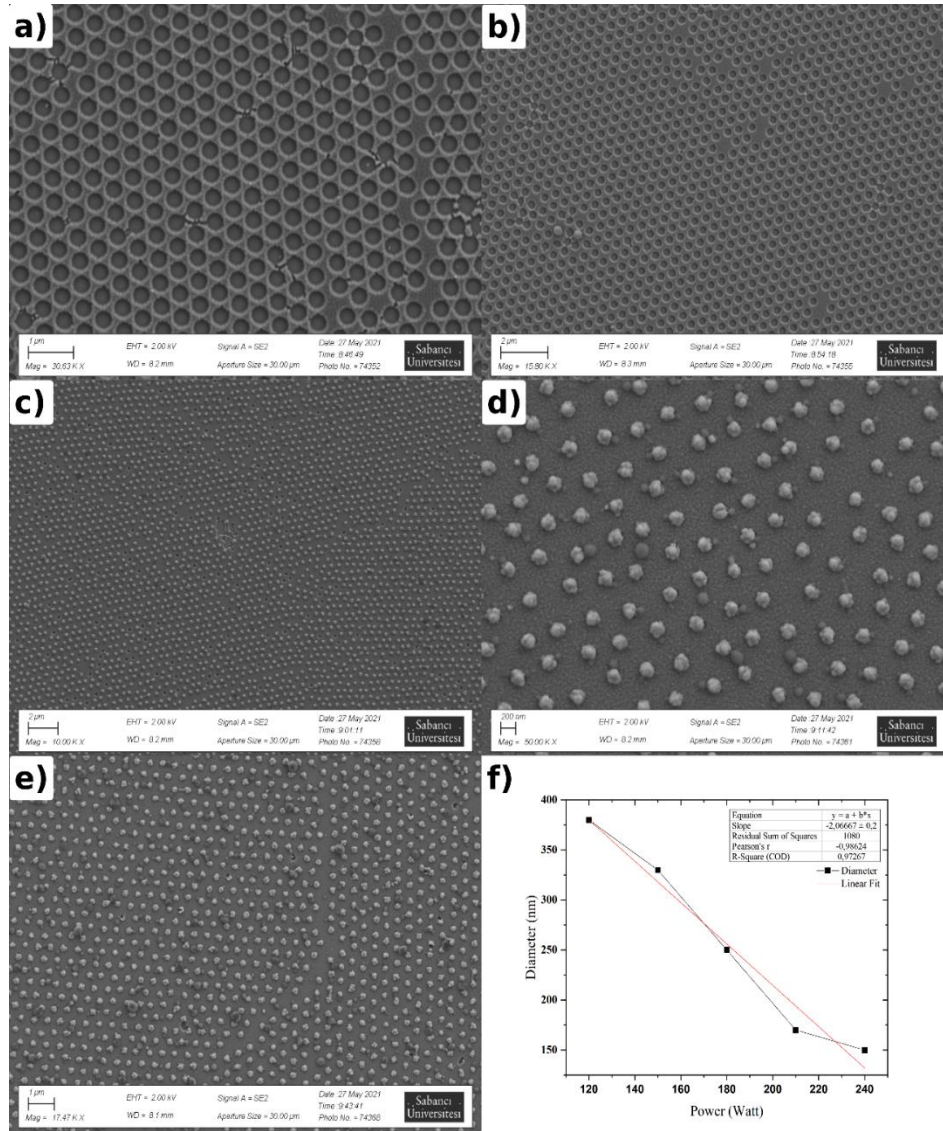 a)
1 µm
Mag = 30.63 K X
EHT = 2.00 kV
WD = 8.2 mm
Signal A = SE2
Aperture Size = 30.00 µm
Date :27 May 2021
Time :8:46:49
Photo No. = 74352
Sabancı
Universitesi
b)
2 µm
Mag = 15.80 K X
EHT = 2.00 kV
WD = 8.3 mm
Signal A = SE2
Aperture Size = 30.00 µm
Date :27 May 2021
Time :8:54:18
Photo No. = 74355
Sabancı
Universitesi
c)
2 µm
Mag = 10.00 K X
EHT = 2.00 kV
WD = 8.2 mm
Signal A = SE2
Aperture Size = 30.00 µm
Date :27 May 2021
Time :9:01:11
Photo No. = 74358
Sabancı
Universitesi
d)
200 nm
Mag = 50.00 K X
EHT = 2.00 kV
WD = 8.2 mm
Signal A = SE2
Aperture Size = 30.00 µm
Date :27 May 2021
Time :9:11:42
Photo No. = 74361
Sabancı
Universitesi
e)
1 µm
Mag = 17.47 K X
EHT = 2.00 kV
WD = 8.1 mm
Signal A = SE2
Aperture Size = 30.00 µm
Date :27 May 2021
Time :9:43:41
Photo No. = 74368
Sabancı
Universitesi
f)
Equation y = a + b*x
Slope -2,06667 ± 0,2
Residual Sum of Squares 1080
Pearson's r -0,98624
R-Square (COD) 0,97267
Diameter
Linear Fit
400
350
300
250
200
150
Diameter (nm)
120 140 160 180 200 220 240
Power (Watt)